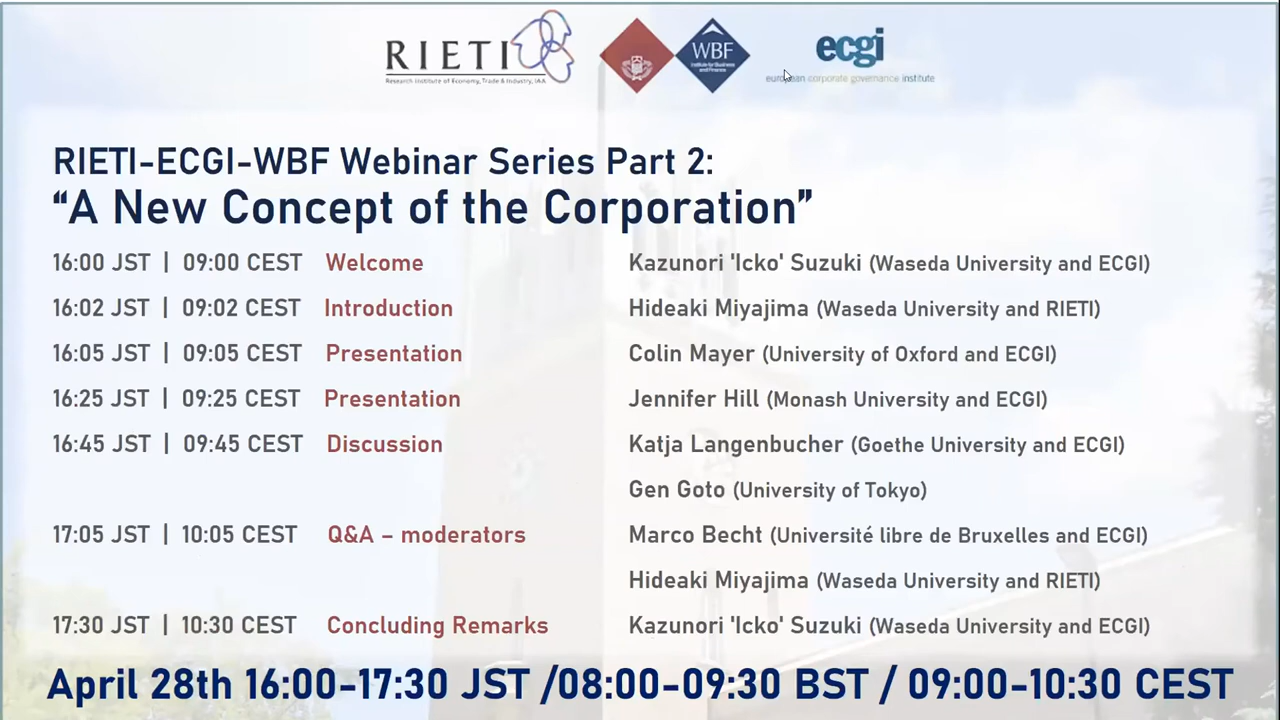 RIETI
Research Institute of Economy, Trade & Industry, IAA
WBF
Institute for Business
and Finance
ecgi
european corporate governance institute
RIETI-ECGI-WBF Webinar Series Part 2:
“A New Concept of the Corporation”
16:00 JST | 09:00 CEST Welcome Kazunori 'Icko' Suzuki (Waseda University and ECGI)
16:02 JST | 09:02 CEST Introduction Hideaki Miyajima (Waseda University and RIETI)
16:05 JST | 09:05 CEST Presentation Colin Mayer (University of Oxford and ECGI)
16:25 JST | 09:25 CEST Presentation Jennifer Hill (Monash University and ECGI)
16:45 JST | 09:45 CEST Discussion Katja Langenbucher (Goethe University and ECGI)
Gen Goto (University of Tokyo)
17:05 JST | 10:05 CEST Q&A – moderators Marco Becht (Université libre de Bruxelles and ECGI)
Hideaki Miyajima (Waseda University and RIETI)
17:30 JST | 10:30 CEST Concluding Remarks Kazunori 'Icko' Suzuki (Waseda University and ECGI)
April 28th 16:00-17:30 JST /08:00-09:30 BST / 09:00-10:30 CEST